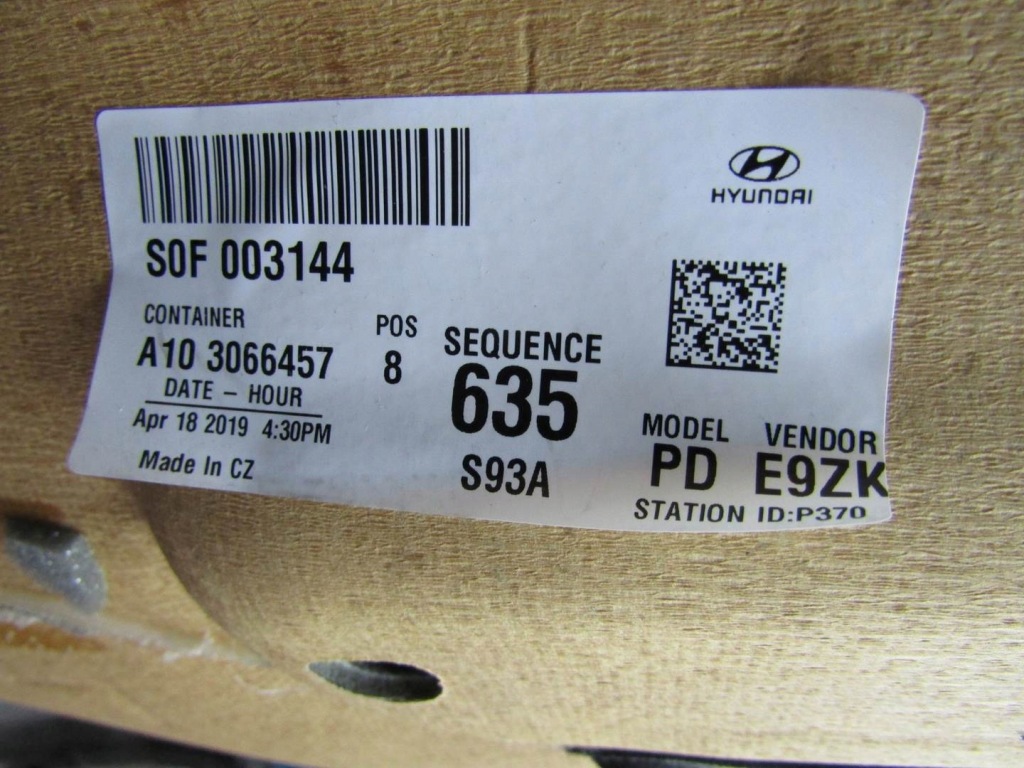 HYUNDAI
S0F 003144
CONTAINER
A10 3066457
POS
8
SEQUENCE
635
S93A
DATE - HOUR
Apr 18 2019 4:30PM
Made In CZ
MODEL VENDOR
PD E9ZK
STATION ID:P370